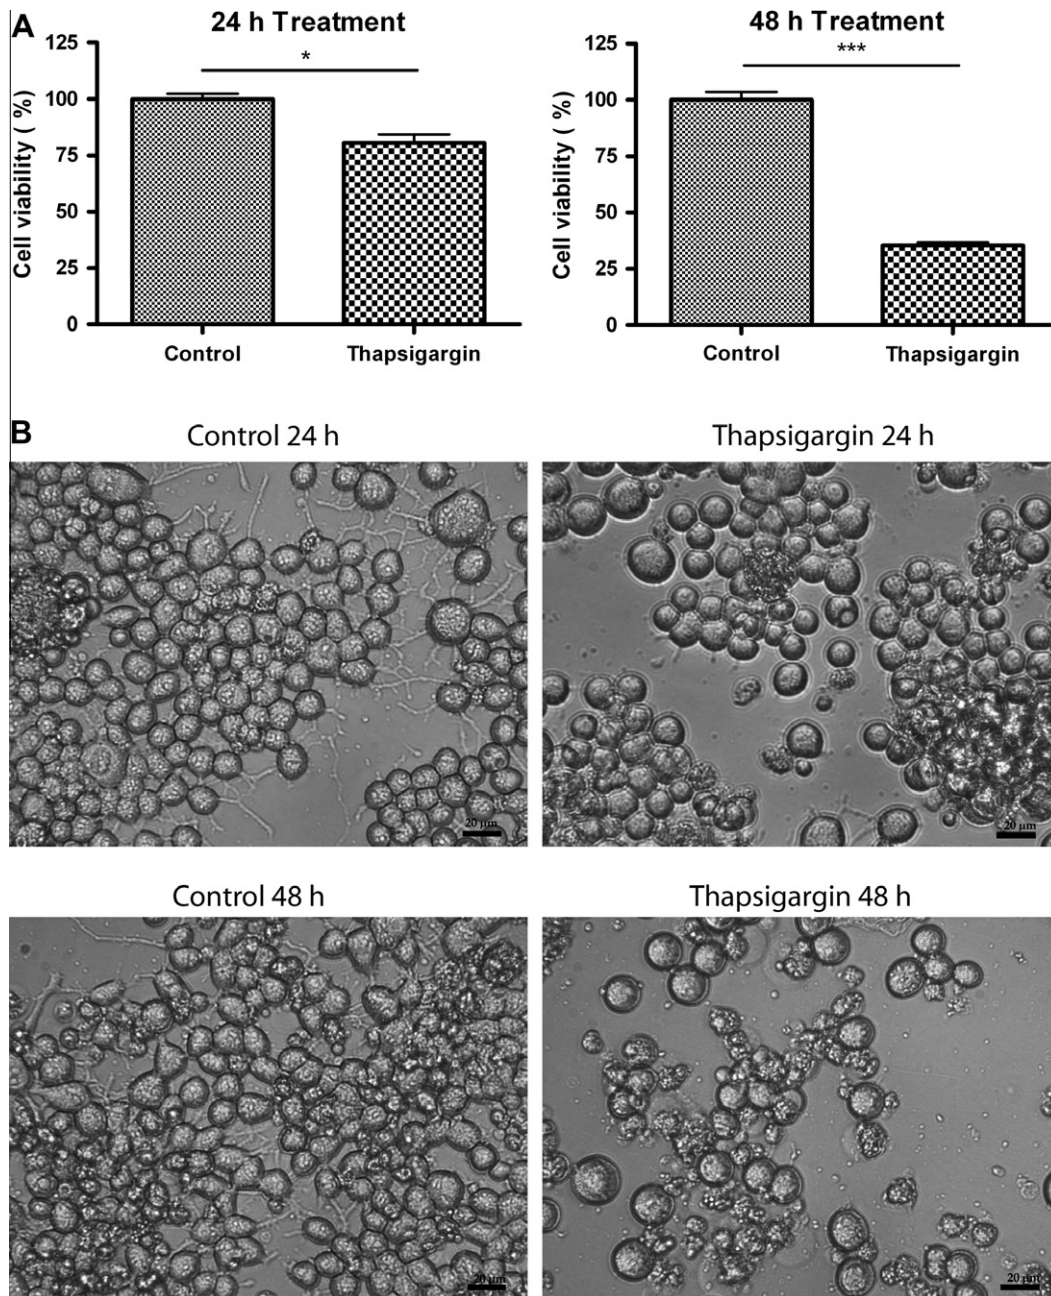 A
24 h Treatment
48 h Treatment
*
***
Cell viability ( %)
125
100
75
50
25
0
Control
Thapsigargin
Cell viability ( %)
125
100
75
50
25
0
Control
Thapsigargin
B
Control 24 h
Thapsigargin 24 h
20 µm
20 µm
Control 48 h
Thapsigargin 48 h
20 µm
20 µm